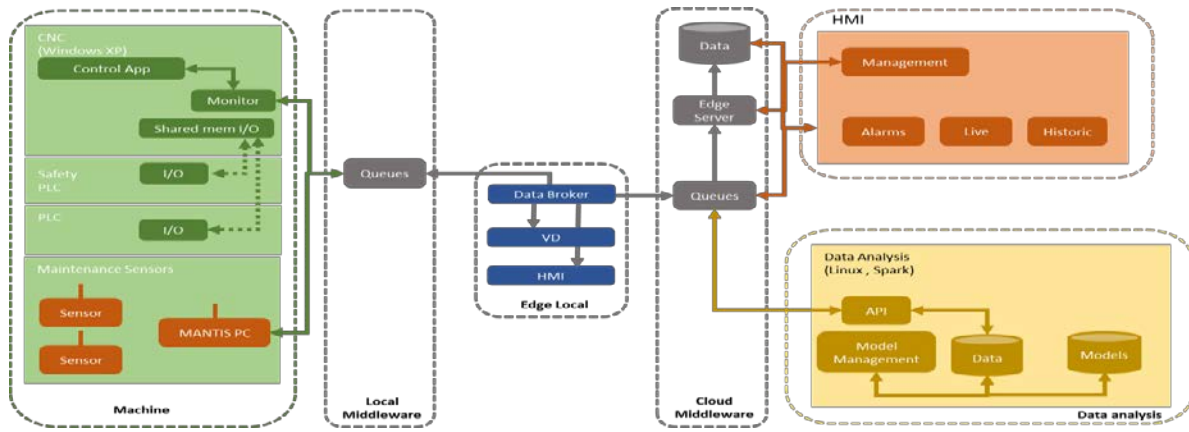 CNC
(Windows XP)
Control App
Monitor
Shared mem I/O
Safety
PLC
I/O
PLC
I/O
Maintenance Sensors
Sensor
MANTIS PC
Sensor
Machine
Queues
Local
Middleware
Data Broker
VD
HMI
Edge Local
Data
Edge
Server
Queues
Cloud
Middleware
HMI
Management
Alarms
Live
Historic
Data Analysis
(Linux , Spark)
API
Model
Management
Data
Models
Data analysis